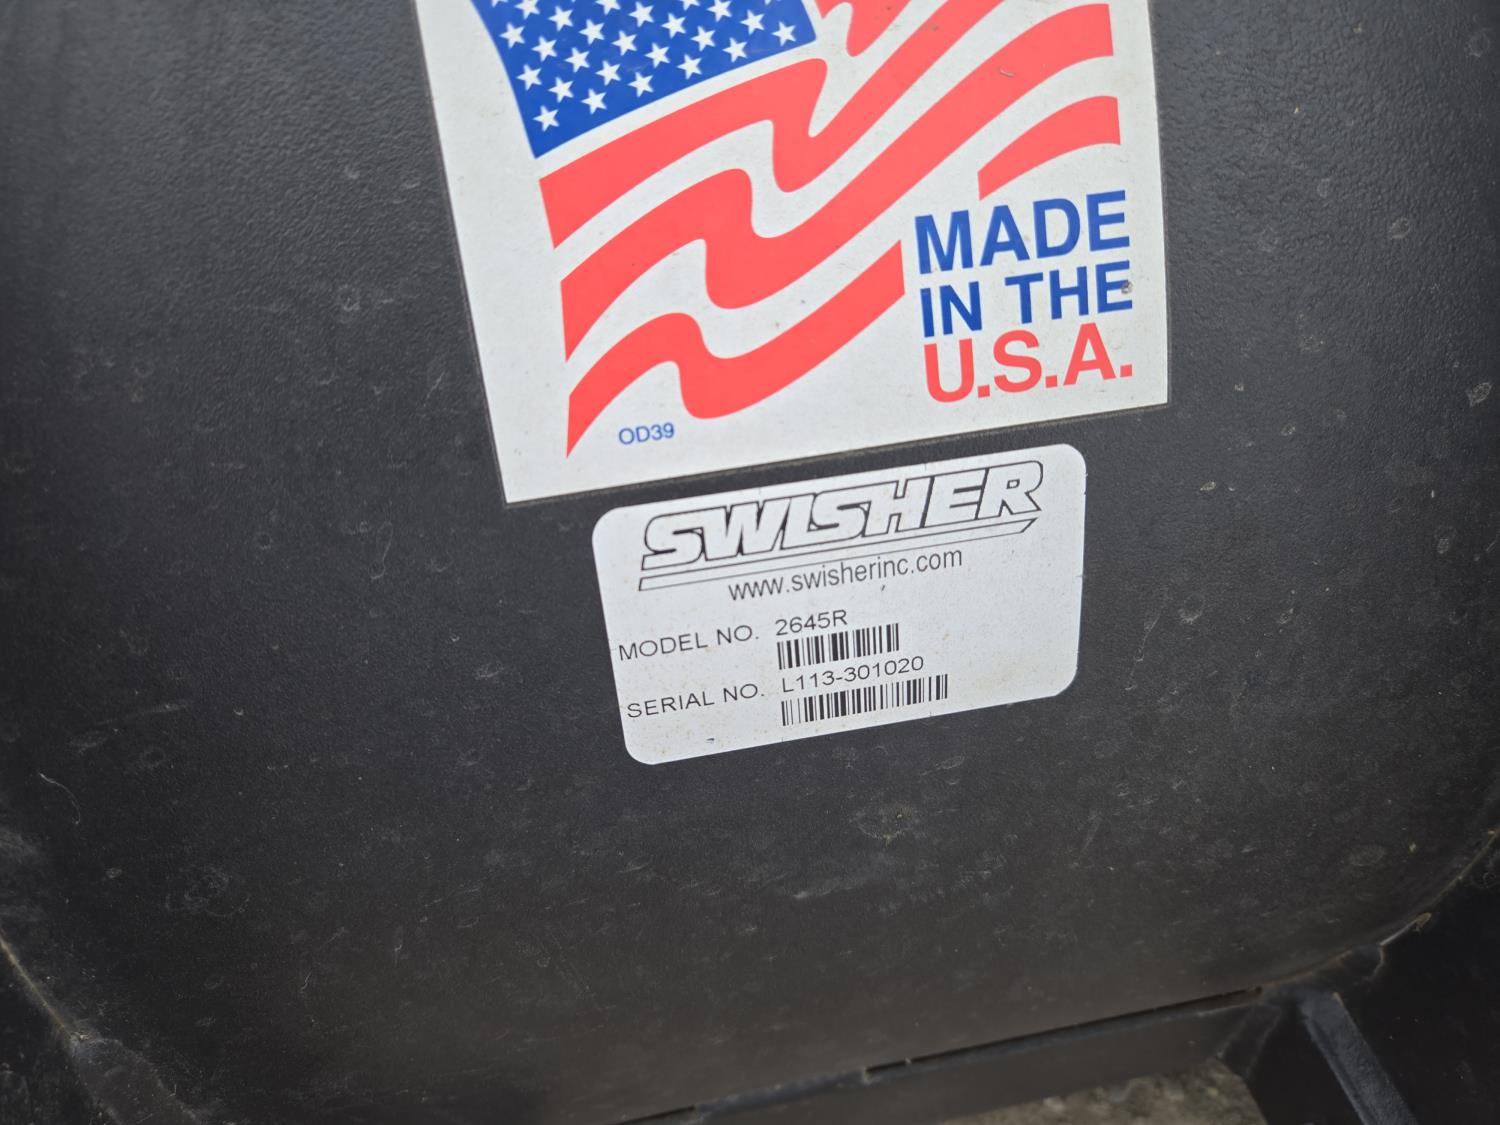 MADE
IN THE
U.S.A.
OD39
SWISHER
www.swisherinc.com
MODEL NO. 2645R
SERIAL NO. L113-301020